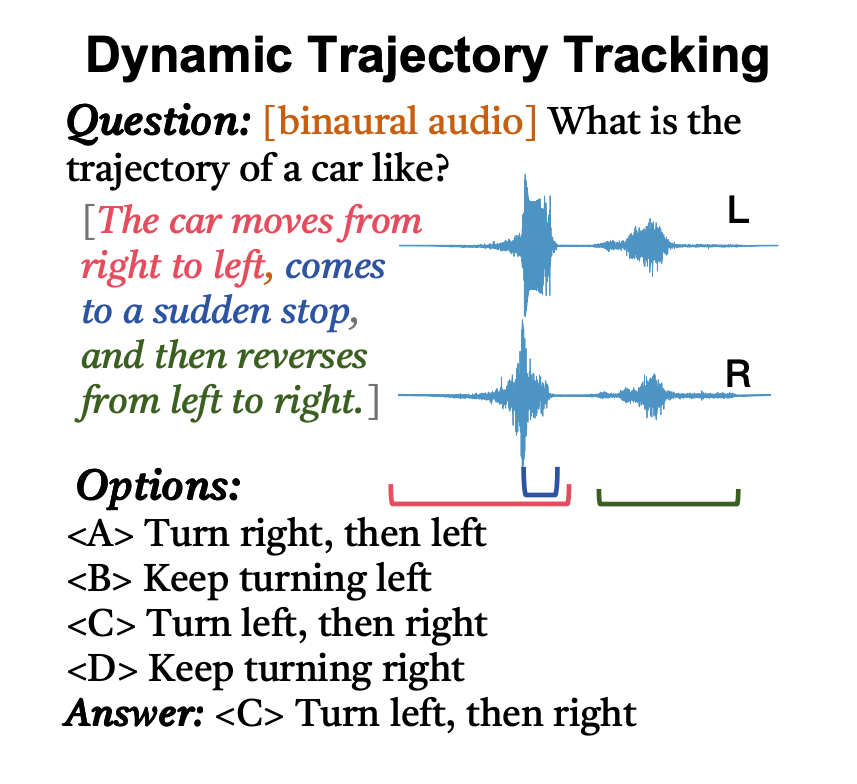 Dynamic Trajectory Tracking
Question: [binaural audio] What is the
trajectory of a car like?
[The car moves from
right to left, comes
to a sudden stop,
and then reverses
from left to right.]
L
R
Options:
<A> Turn right, then left
<B> Keep turning left
<C> Turn left, then right
<D> Keep turning right
Answer: <C> Turn left, then right